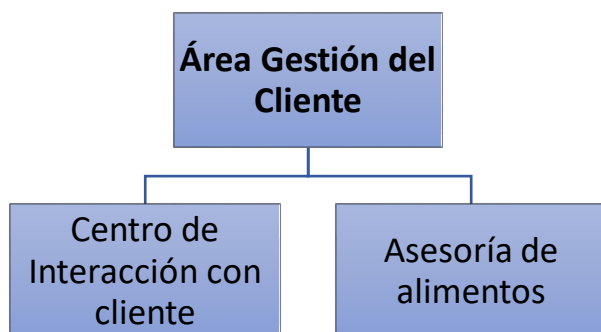 Área Gestión del
Cliente
Centro de
Interacción con
cliente
Asesoría de
alimentos